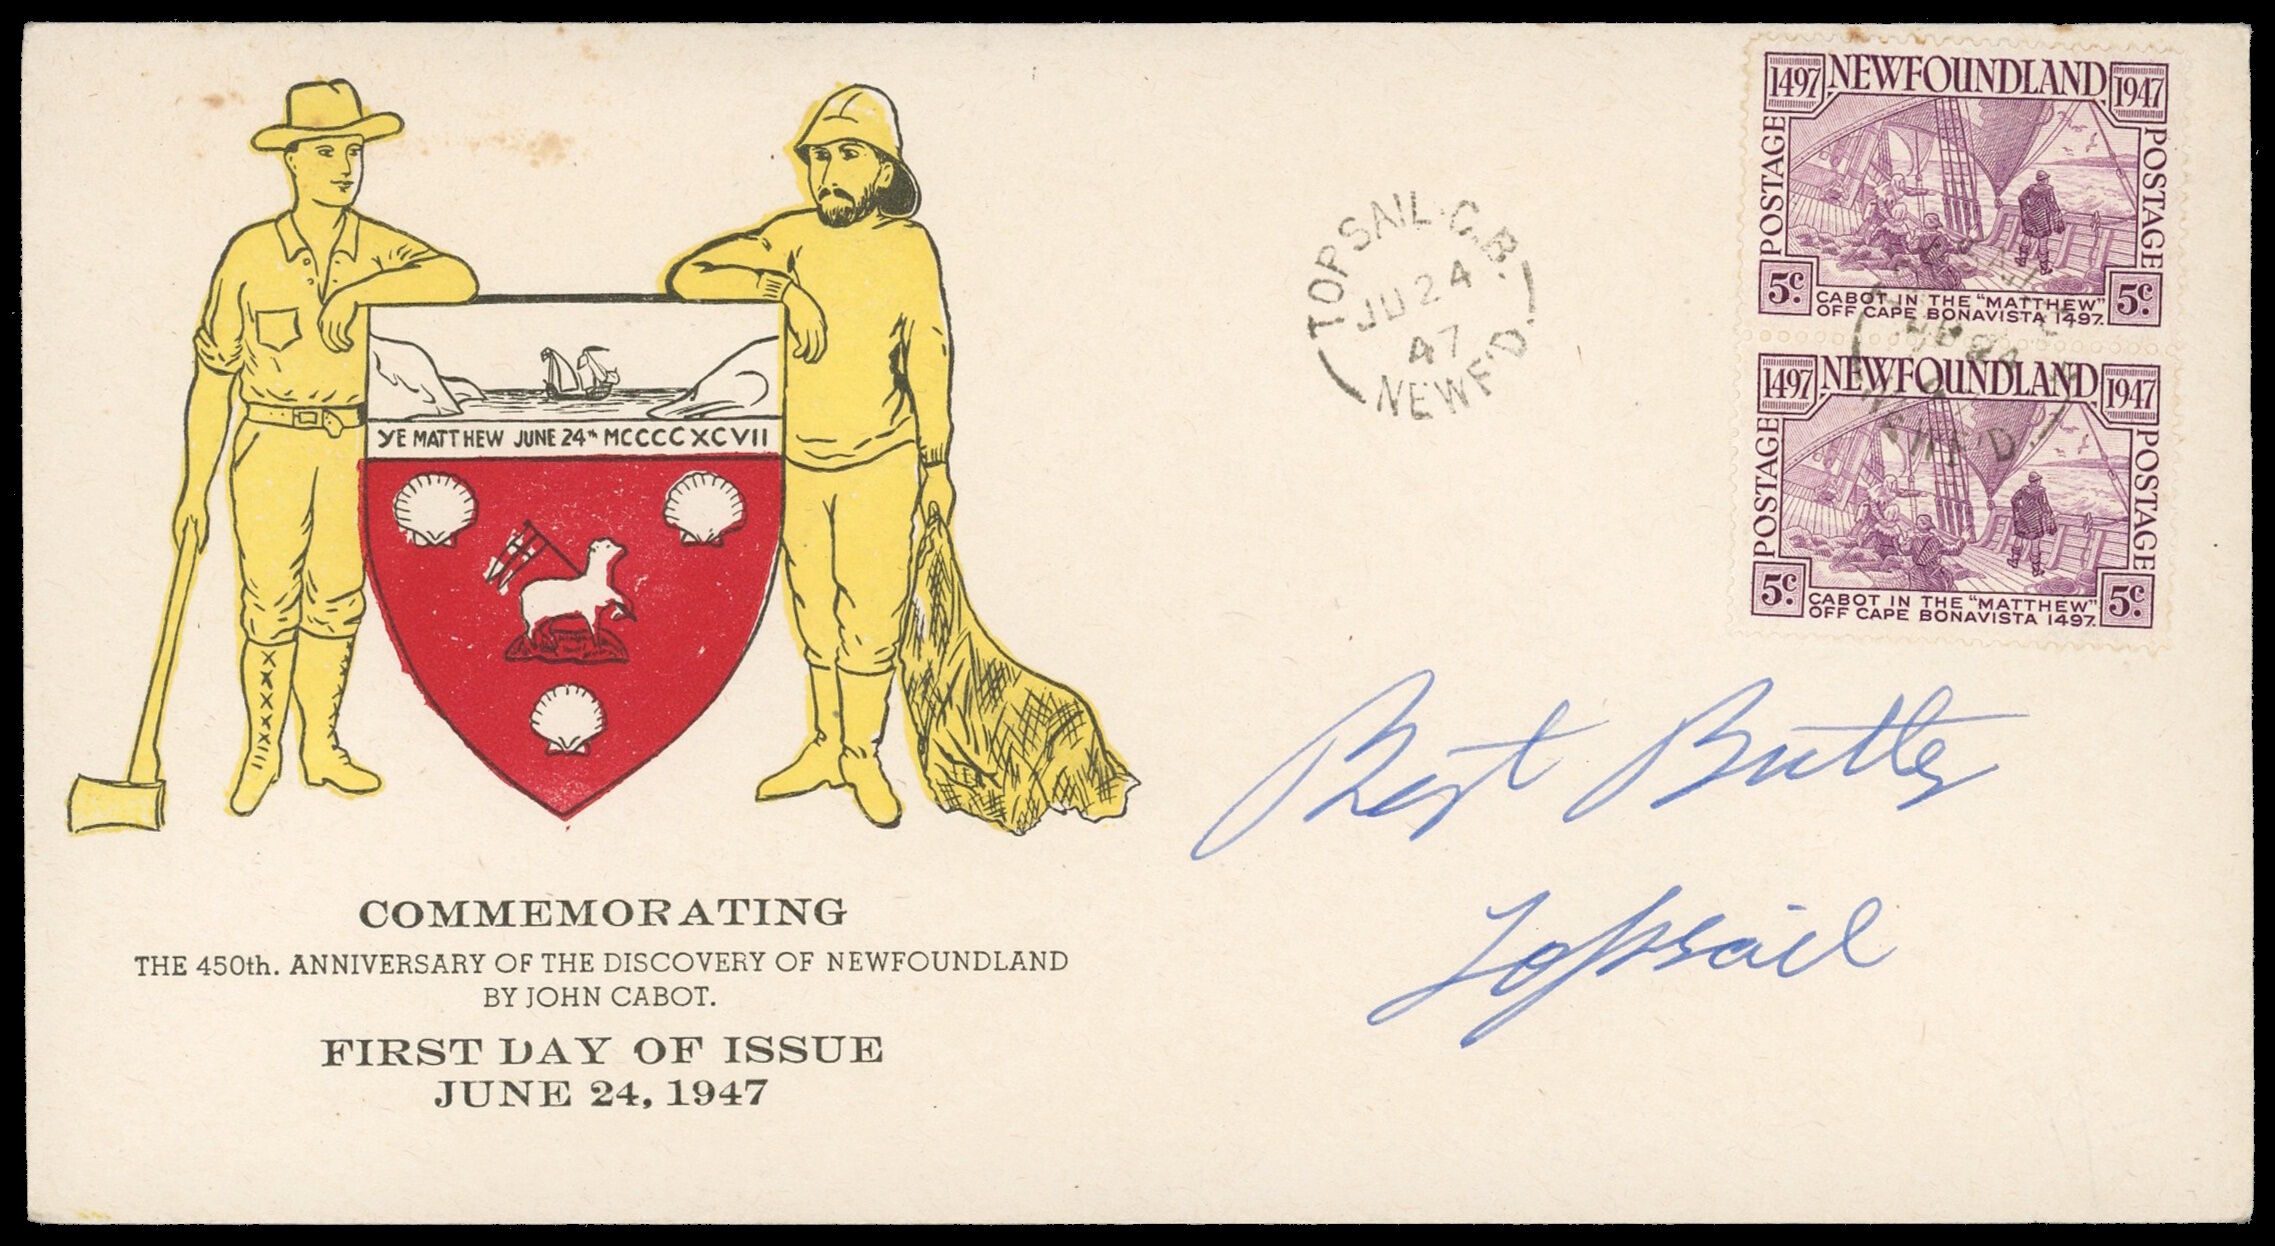 YE MATTHEW JUNE 24th MCCCCXCVII
COMMEMORATING
THE 450th. ANNIVERSARY OF THE DISCOVERY OF NEWFOUNDLAND
BY JOHN CABOT.
FIRST DAY OF ISSUE
JUNE 24, 1947
TOPSAIL C.B.
JU 24
47
NEWF'D.
1497 NEWFOUNDLAND 1947
POSTAGE
POSTAGE
5c. CABOT IN THE "MATTHEW" 5c.
OFF CAPE BONAVISTA 1497.
1497 NEWFOUNDLAND 1947
POSTAGE
POSTAGE
5c. CABOT IN THE "MATTHEW" 5c.
OFF CAPE BONAVISTA 1497.
Bert Butler
Topsail